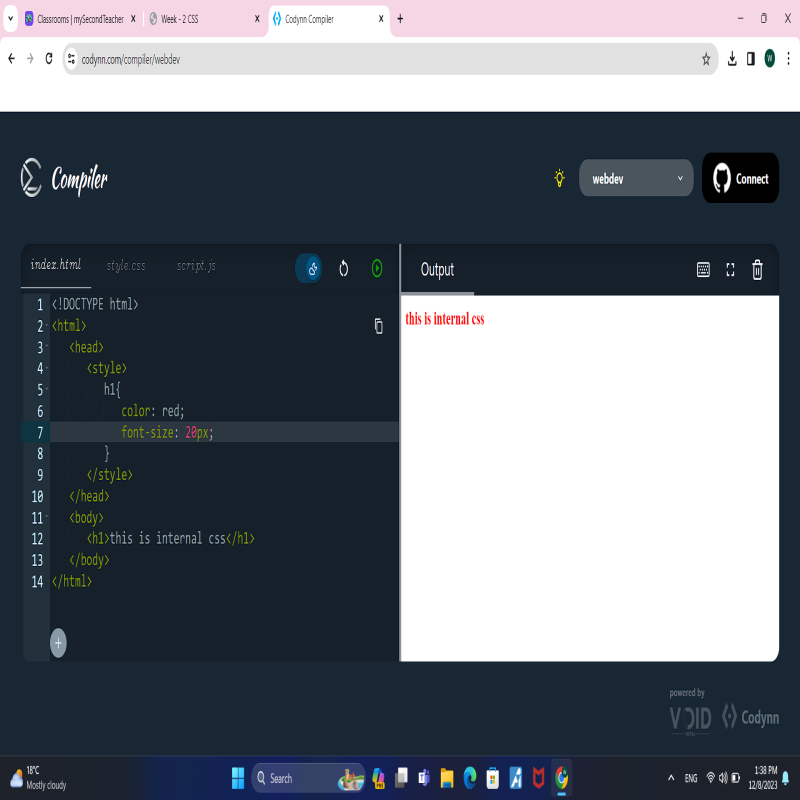 Classrooms | mySecondTeacher
Week - 2 CSS
Codynn Compiler
codynn.com/compiler/webdev
W
Compiler
webdev
Connect
index.html style.css script.js
Output
1 <!DOCTYPE html>
2 <html>
3 <head>
4 <style>
5 h1{
6 color: red;
7 font-size: 20px;
8 }
9 </style>
10 </head>
11 <body>
12 <h1>this is internal css</h1>
13 </body>
14 </html>
this is internal css
powered by
VOID
Codynn
18°C
Mostly cloudy
Search
ENG
1:38 PM
12/8/2023